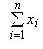 n
∑ xᵢ
i=1